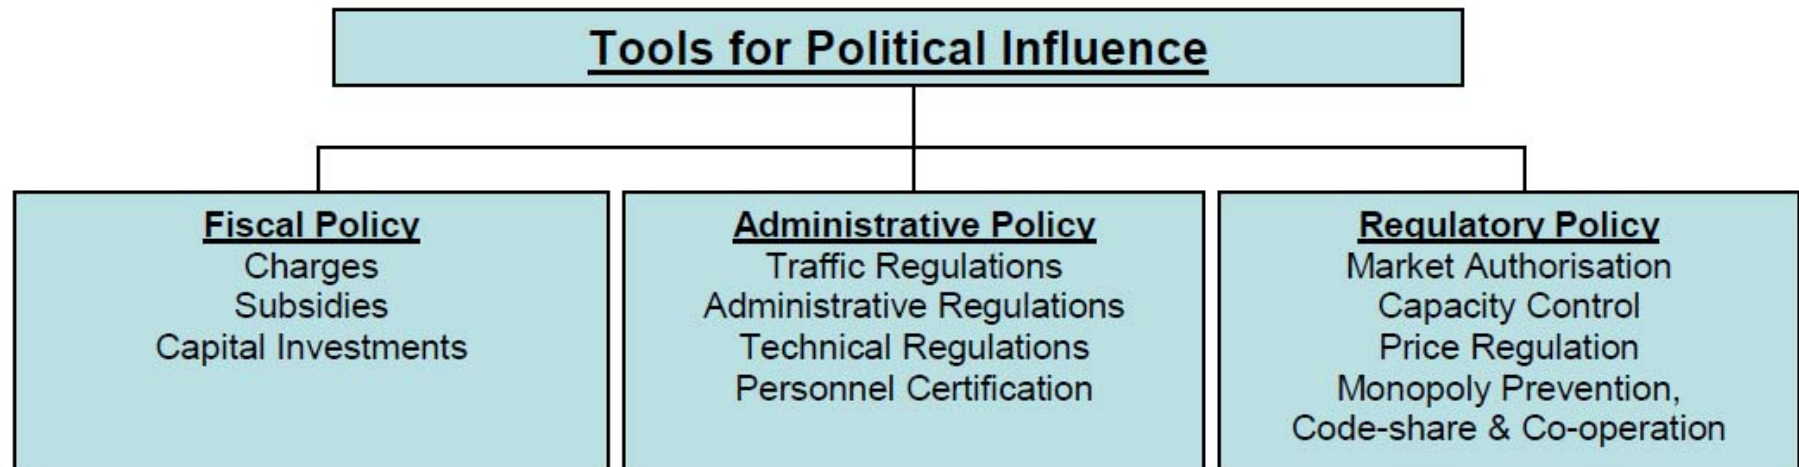 Tools for Political Influence
Fiscal Policy
Charges
Subsidies
Capital Investments
Administrative Policy
Traffic Regulations
Administrative Regulations
Technical Regulations
Personnel Certification
Regulatory Policy
Market Authorisation
Capacity Control
Price Regulation
Monopoly Prevention,
Code-share & Co-operation